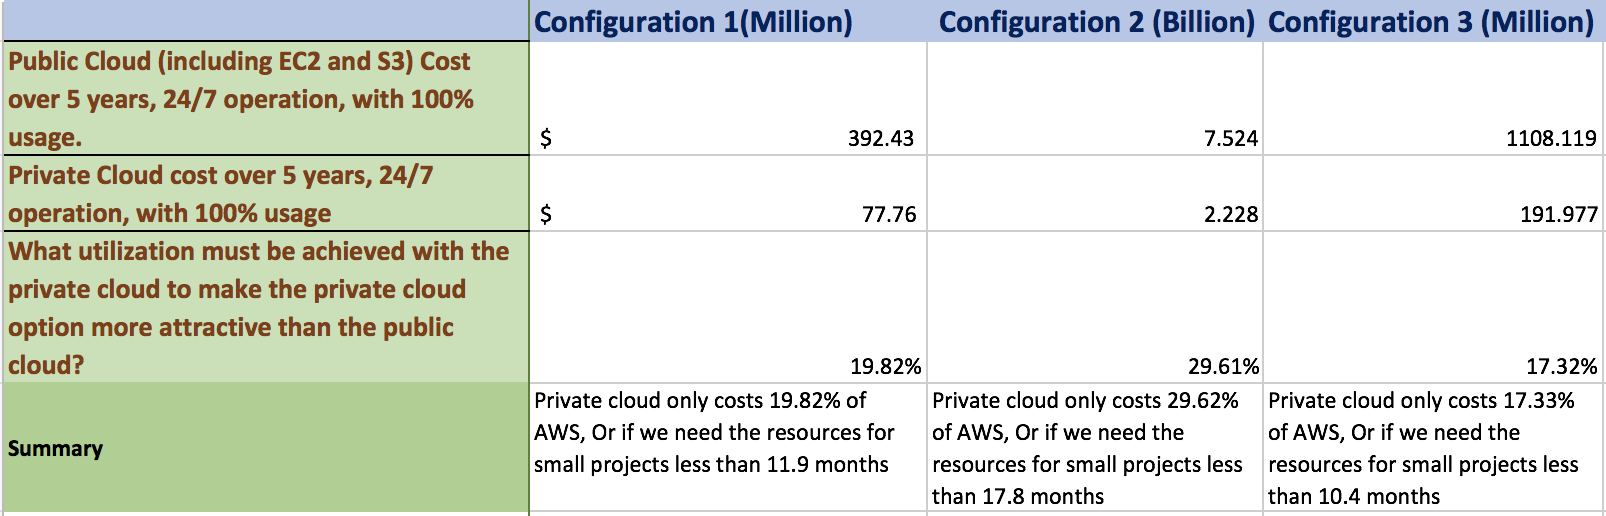 Configuration 1(Million) Configuration 2 (Billion) Configuration 3 (Million)
Public Cloud (including EC2 and S3) Cost
over 5 years, 24/7 operation, with 100%
usage.
$ 392.43 7.524 1108.119
Private Cloud cost over 5 years, 24/7
operation, with 100% usage
$ 77.76 2.228 191.977
What utilization must be achieved with the
private cloud to make the private cloud
option more attractive than the public
cloud?
19.82% 29.61% 17.32%
Summary
Private cloud only costs 19.82% of
AWS, Or if we need the resources for
small projects less than 11.9 months
Private cloud only costs 29.62%
of AWS, Or if we need the
resources for small projects less
than 17.8 months
Private cloud only costs 17.33%
of AWS, Or if we need the
resources for small projects less
than 10.4 months